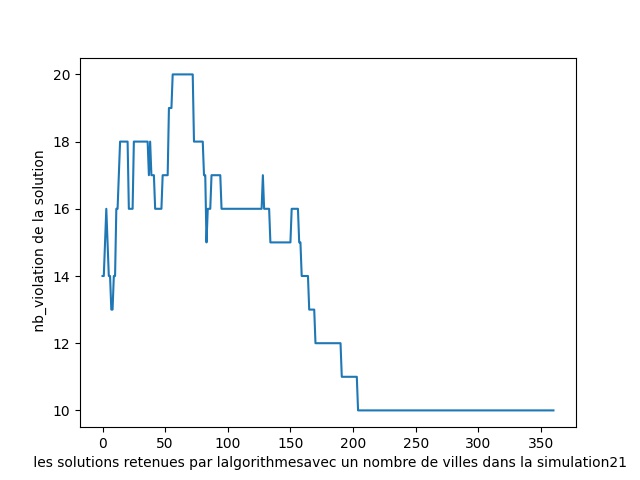 20
18
16
14
12
10
nb_violation de la solution
0 50 100 150 200 250 300 350
les solutions retenues par lalgorithmesavec un nombre de villes dans la simulation21